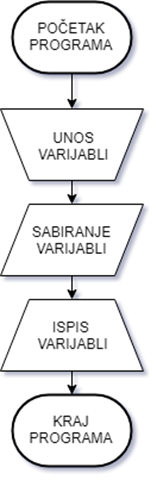 POČETAK
PROGRAMA
UNOS
VARIJABLI
SABIRANJE
VARIJABLI
ISPIS
VARIJABLI
KRAJ
PROGRAMA